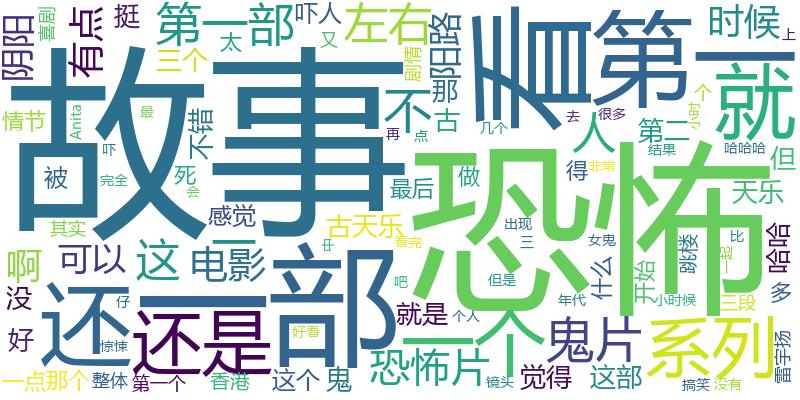 故事
恐怖
看
第一
就
部
还
还是
一个
系列
鬼片
恐怖片
第一部
左右
时候
阴阳
有点
喜剧
挺
太
吓人
又
三个
剧情
那阳路
上
不
再
点
古
几个
去
很多
小时
个
人
第二
结果
哈哈哈
但
情节
Anita
最
不错
吓
被
完全
死
会
最后
做
得
非常
天乐
其实
感觉
一
古天乐
出现
三
女鬼
什么
开始
跳楼
一起
比
哈哈
啊
可以
这
电影
中
看完
吧
但是
年代
小时候
三段
多
没
好
仔
惊悚
好看
就是
个人
雷宇扬
一点那个
整体
第一个
香港
这个
鬼
镜头
觉得
这部
搞笑
没有